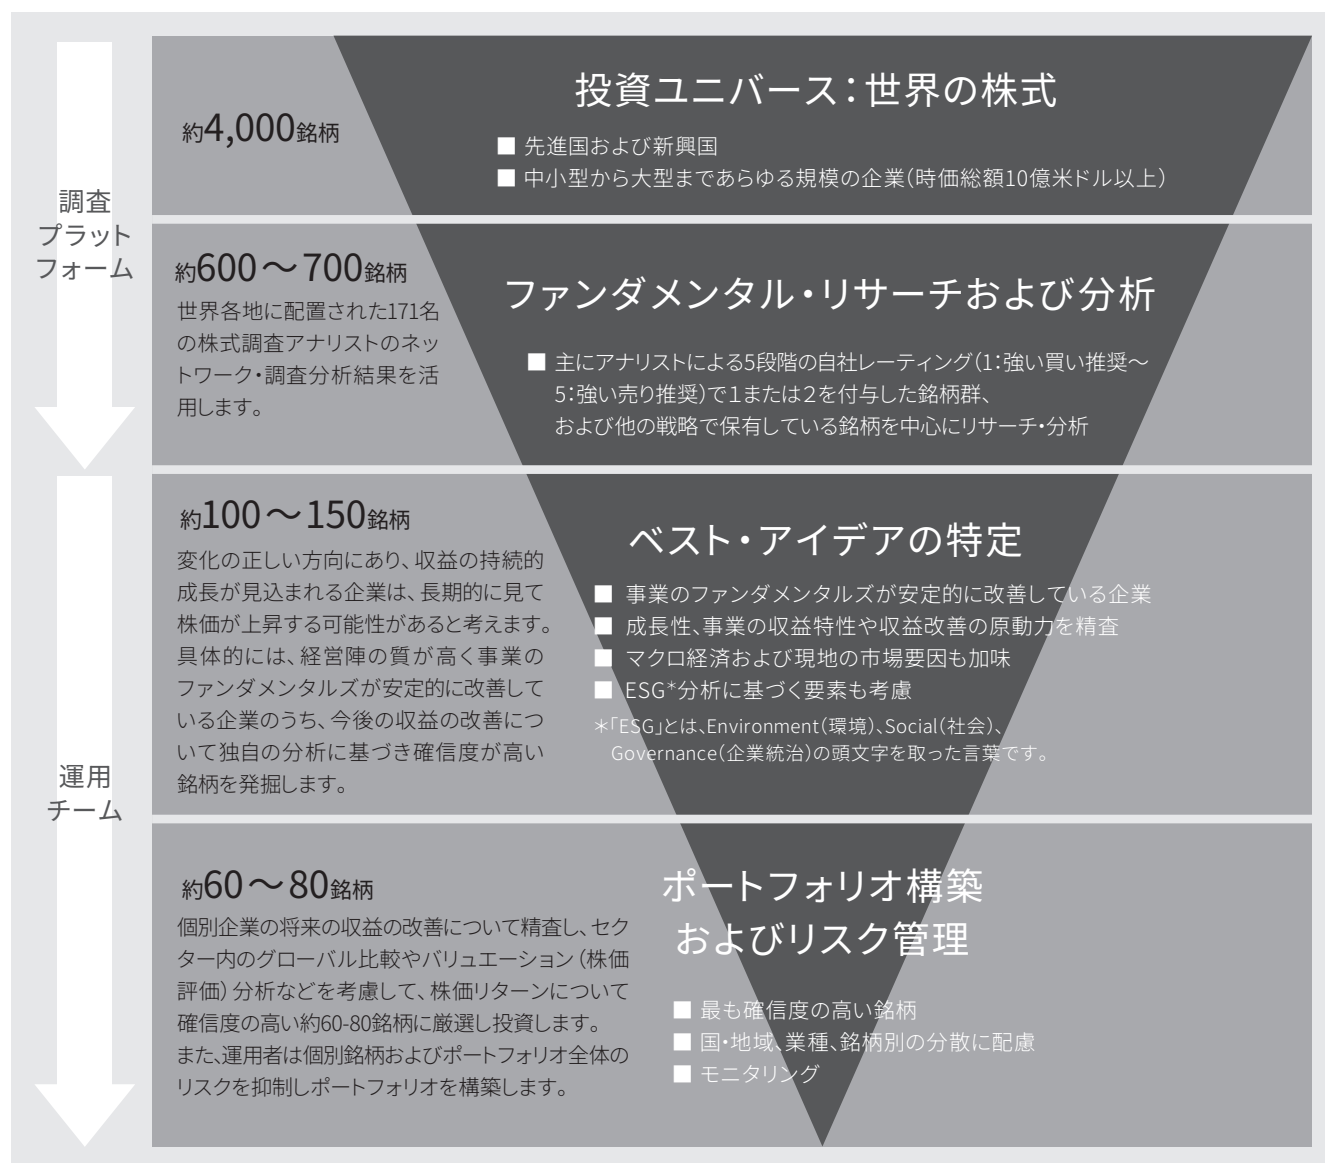 調査
プラット
フォーム
約4,000銘柄
投資ユニバース：世界の株式
■ 先進国および新興国
■ 中小型から大型まであらゆる規模の企業（時価総額10億米ドル以上）
約600～700銘柄
世界各地に配置された171名
の株式調査アナリストのネッ
トワーク・調査分析結果を活
用します。
ファンダメンタル・リサーチおよび分析
■ 主にアナリストによる5段階の自社レーティング（1：強い買い推奨～
5：強い売り推奨）で１または２を付与した銘柄群、
および他の戦略で保有している銘柄を中心にリサーチ・分析
運用
チーム
約100～150銘柄
変化の正しい方向にあり、収益の持続的
成長が見込まれる企業は、長期的に見て
株価が上昇する可能性があると考えます。
具体的には、経営陣の質が高く事業の
ファンダメンタルズが安定的に改善して
いる企業のうち、今後の収益の改善につ
いて独自の分析に基づき確信度が高い
銘柄を発掘します。
ベスト・アイデアの特定
■ 事業のファンダメンタルズが安定的に改善している企業
■ 成長性、事業の収益特性や収益改善の原動力を精査
■ マクロ経済および現地の市場要因も加味
■ ESG＊分析に基づく要素も考慮
＊「ESG」とは、Environment（環境）、Social（社会）、
Governance（企業統治）の頭文字を取った言葉です。
約60～80銘柄
個別企業の将来の収益の改善について精査し、セク
ター内のグローバル比較やバリュエーション（株価
評価）分析などを考慮して、株価リターンについて
確信度の高い約60-80銘柄に厳選し投資します。
また、運用者は個別銘柄およびポートフォリオ全体の
リスクを抑制しポートフォリオを構築します。
ポートフォリオ構築
およびリスク管理
■ 最も確信度の高い銘柄
■ 国・地域、業種、銘柄別の分散に配慮
■ モニタリング